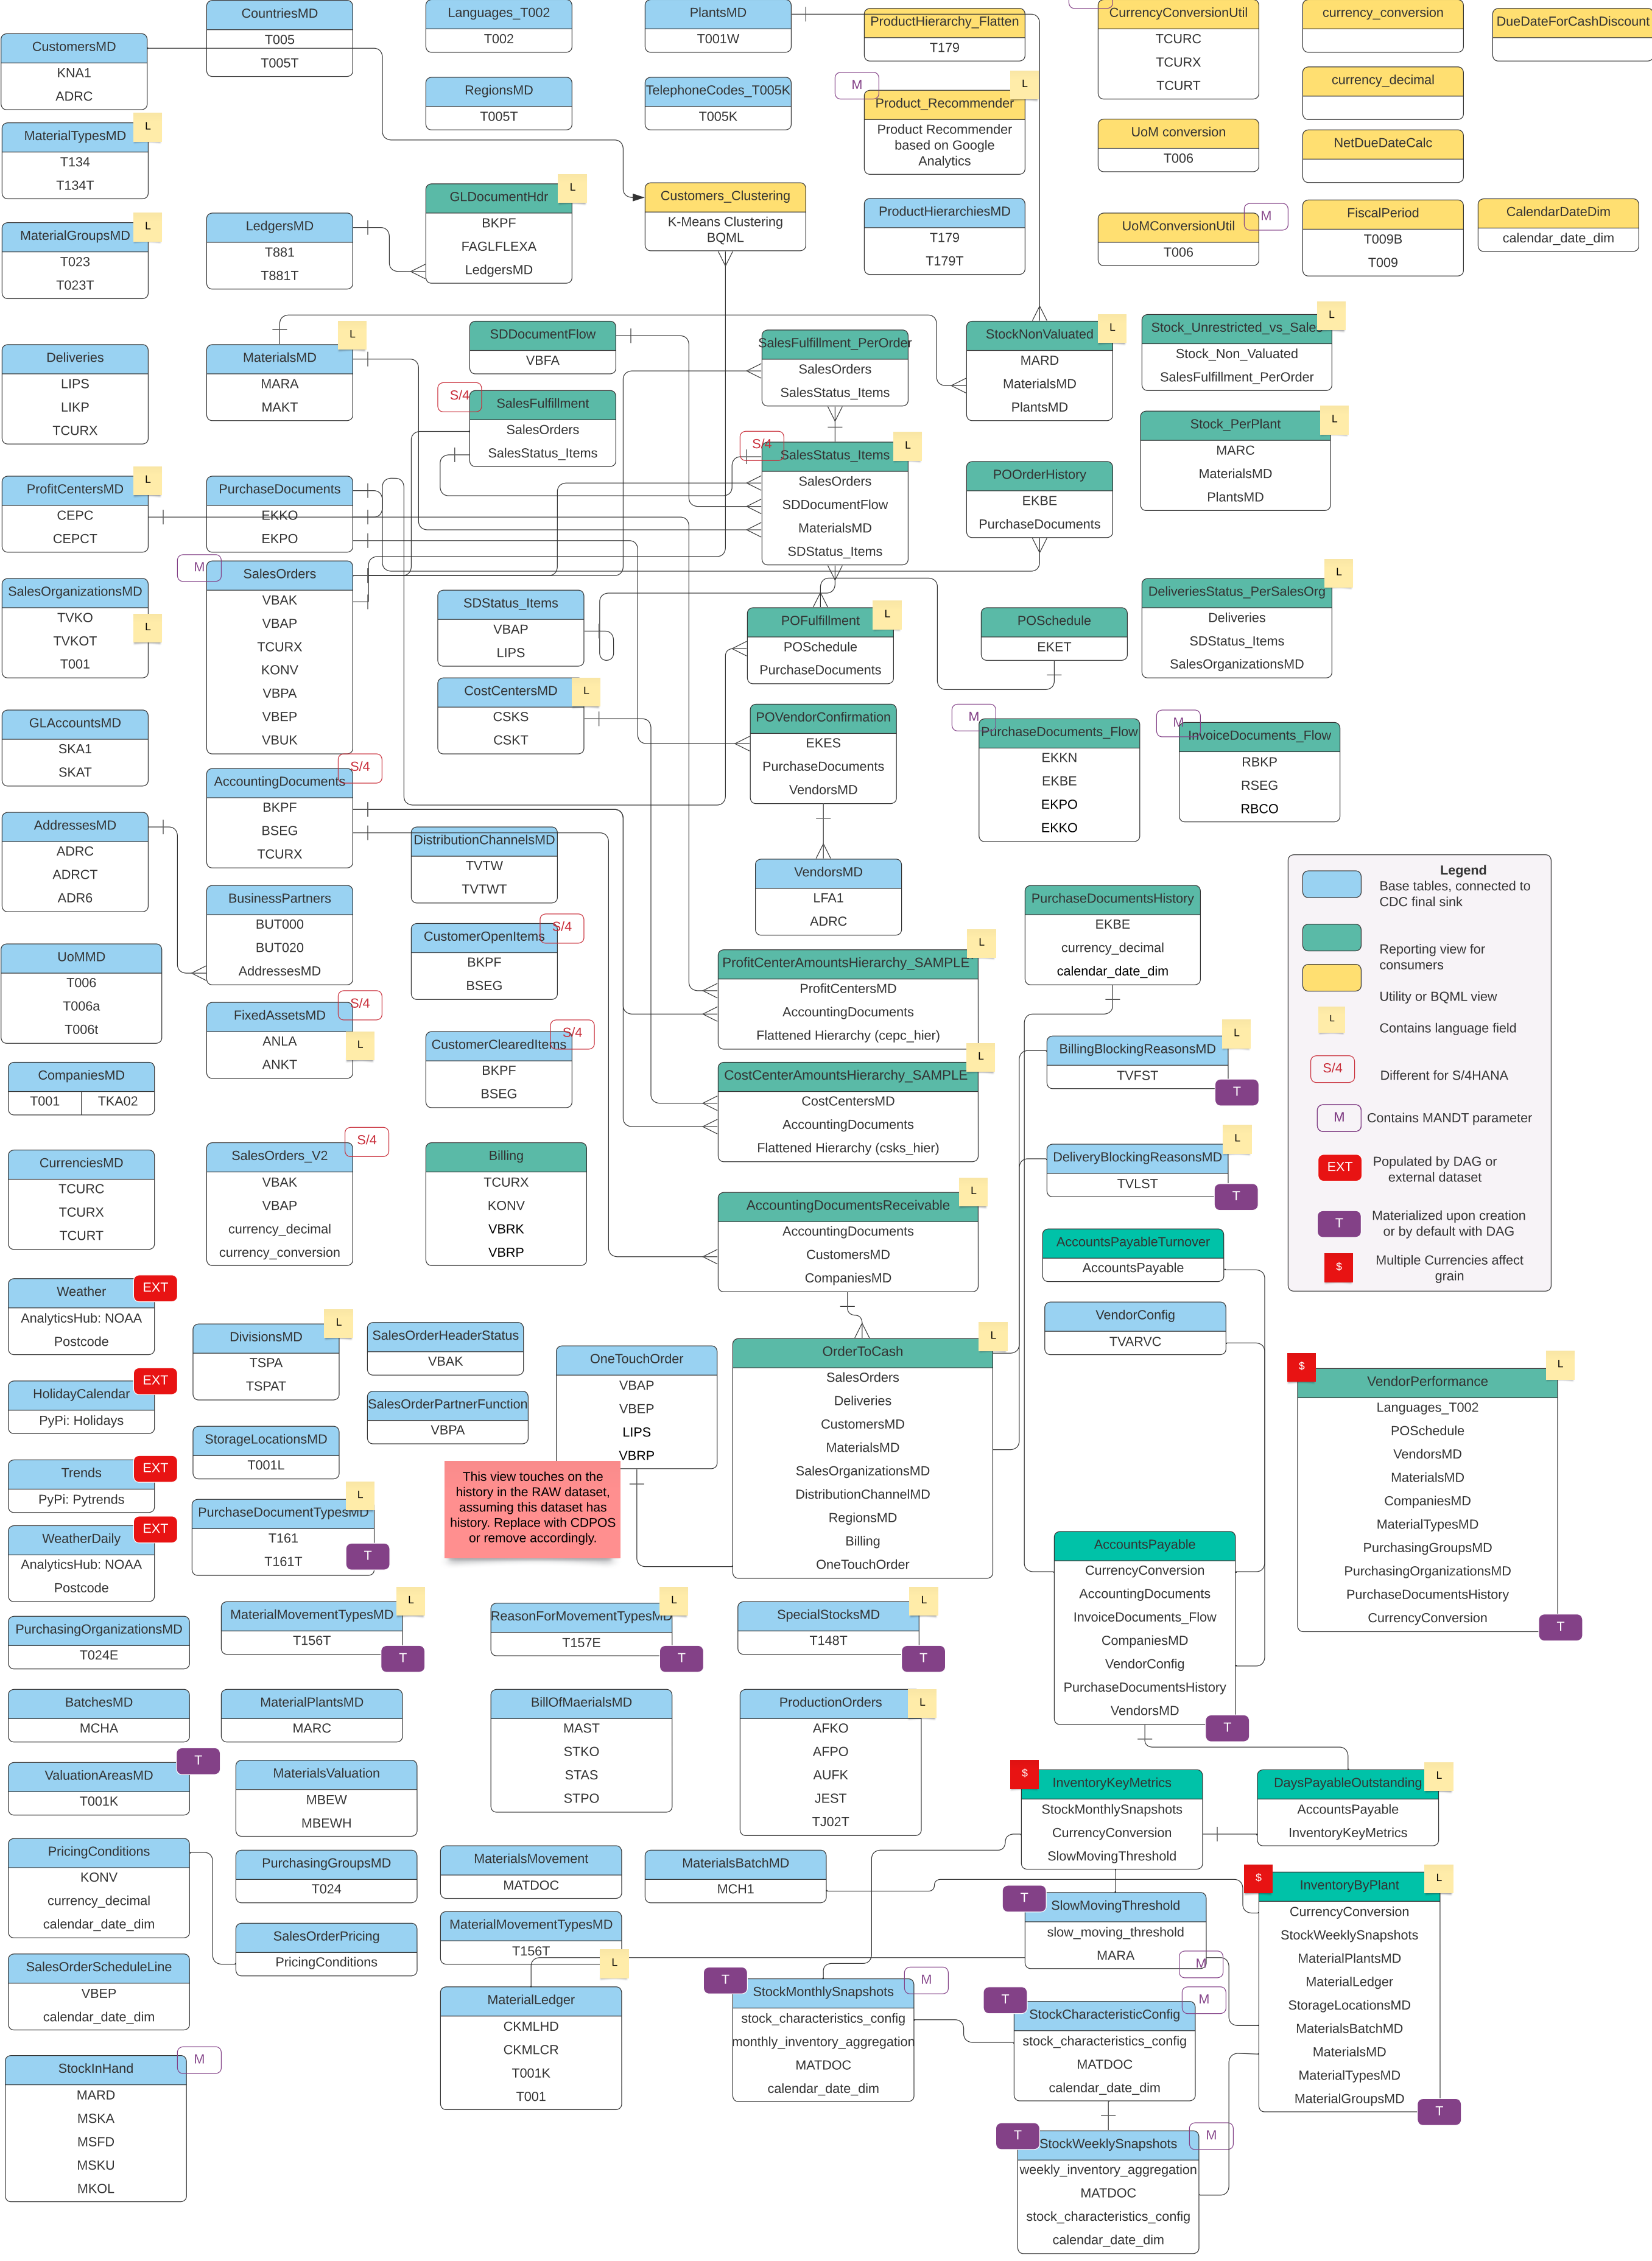 CountriesMD
T005
T005T
Languages_T002
T002
PlantsMD
T001W
ProductHierarchy_Flatten
T179
CurrencyConversionUtil
TCURC
TCURX
TCURT
currency_conversion
DueDateForCashDiscount
CustomersMD
KNA1
ADRC
RegionsMD
T005T
TelephoneCodes_T005K
T005K
M
L
Product_Recommender
Product Recommender
based on Google
Analytics
currency_decimal
L
MaterialTypesMD
T134
T134T
UoM conversion
T006
NetDueDateCalc
L
GLDocumentHdr
BKPF
FAGLFLEXA
LedgersMD
Customers_Clustering
K-Means Clustering
BQML
ProductHierarchiesMD
T179
T179T
M
UoMConversionUtil
T006
FiscalPeriod
T009B
T009
CalendarDateDim
calendar_date_dim
L
MaterialGroupsMD
T023
T023T
LedgersMD
T881
T881T
Deliveries
LIPS
LIKP
TCURX
L
MaterialsMD
MARA
MAKT
SDDocumentFlow
VBFA
SalesFulfillment_PerOrder
SalesOrders
SalesStatus_Items
L
StockNonValuated
MARD
MaterialsMD
PlantsMD
L
Stock_Unrestricted_vs_Sales
Stock_Non_Valuated
SalesFulfillment_PerOrder
S/4
SalesFulfillment
SalesOrders
SalesStatus_Items
S/4
L
SalesStatus_Items
SalesOrders
SDDocumentFlow
MaterialsMD
SDStatus_Items
L
Stock_PerPlant
MARC
MaterialsMD
PlantsMD
L
ProfitCentersMD
CEPC
CEPCT
PurchaseDocuments
EKKO
EKPO
POOrderHistory
EKBE
PurchaseDocuments
M
SalesOrders
VBAK
VBAP
TCURX
KONV
VBPA
VBEP
VBUK
SalesOrganizationsMD
TVKO
TVKOT
T001
L
SDStatus_Items
VBAP
LIPS
L
POFulfillment
POSchedule
PurchaseDocuments
POSchedule
EKET
L
DeliveriesStatus_PerSalesOrg
Deliveries
SDStatus_Items
SalesOrganizationsMD
L
CostCentersMD
CSKS
CSKT
GLAccountsMD
SKA1
SKAT
POVendorConfirmation
EKES
PurchaseDocuments
VendorsMD
M
PurchaseDocuments_Flow
EKKN
EKBE
EKPO
EKKO
M
InvoiceDocuments_Flow
RBKP
RSEG
RBCO
S/4
AccountingDocuments
BKPF
BSEG
TCURX
AddressesMD
ADRC
ADRCT
ADR6
DistributionChannelsMD
TVTW
TVTWT
VendorsMD
LFA1
ADRC
BusinessPartners
BUT000
BUT020
AddressesMD
PurchaseDocumentsHistory
EKBE
currency_decimal
calendar_date_dim
Legend
Base tables, connected to
CDC final sink
Reporting view for
consumers
Utility or BQML view
L
Contains language field
S/4
Different for S/4HANA
M
Contains MANDT parameter
EXT
Populated by DAG or
external dataset
T
Materialized upon creation
or by default with DAG
$
Multiple Currencies affect
grain
S/4
CustomerOpenItems
BKPF
BSEG
UoMMD
T006
T006a
T006t
L
ProfitCenterAmountsHierarchy_SAMPLE
ProfitCentersMD
AccountingDocuments
Flattened Hierarchy (cepc_hier)
S/4
FixedAssetsMD
ANLA
ANKT
L
S/4
CustomerClearedItems
BKPF
BSEG
L
BillingBlockingReasonsMD
TVFST
T
L
CostCenterAmountsHierarchy_SAMPLE
CostCentersMD
AccountingDocuments
Flattened Hierarchy (csks_hier)
CompaniesMD
T001
TKA02
S/4
SalesOrders_V2
VBAK
VBAP
currency_decimal
currency_conversion
Billing
TCURX
KONV
VBRK
VBRP
L
DeliveryBlockingReasonsMD
TVLST
T
CurrenciesMD
TCURC
TCURX
TCURT
L
AccountingDocumentsReceivable
AccountingDocuments
CustomersMD
CompaniesMD
AccountsPayableTurnover
AccountsPayable
EXT
Weather
AnalyticsHub: NOAA
Postcode
L
DivisionsMD
TSPA
TSPAT
SalesOrderHeaderStatus
VBAK
OneTouchOrder
VBAP
VBEP
LIPS
VBRP
L
OrderToCash
SalesOrders
Deliveries
CustomersMD
MaterialsMD
SalesOrganizationsMD
DistributionChannelMD
RegionsMD
Billing
OneTouchOrder
VendorConfig
TVARVC
$
L
VendorPerformance
Languages_T002
POSchedule
VendorsMD
MaterialsMD
CompaniesMD
MaterialTypesMD
PurchasingGroupsMD
PurchasingOrganizationsMD
PurchaseDocumentsHistory
CurrencyConversion
T
EXT
HolidayCalendar
PyPi: Holidays
SalesOrderPartnerFunction
VBPA
StorageLocationsMD
T001L
EXT
Trends
PyPi: Pytrends
This view touches on the
history in the RAW dataset,
assuming this dataset has
history. Replace with CDPOS
or remove accordingly.
L
PurchaseDocumentTypesMD
T161
T161T
T
EXT
WeatherDaily
AnalyticsHub: NOAA
Postcode
AccountsPayable
CurrencyConversion
AccountingDocuments
InvoiceDocuments_Flow
CompaniesMD
VendorConfig
PurchaseDocumentsHistory
VendorsMD
T
PurchasingOrganizationsMD
T024E
L
MaterialMovementTypesMD
T156T
T
L
ReasonForMovementTypesMD
T157E
T
L
SpecialStocksMD
T148T
T
BatchesMD
MCHA
MaterialPlantsMD
MARC
BillOfMaerialsMD
MAST
STKO
STAS
STPO
L
ProductionOrders
AFKO
AFPO
AUFK
JEST
TJ02T
T
ValuationAreasMD
T001K
MaterialsValuation
MBEW
MBEWH
$
InventoryKeyMetrics
StockMonthlySnapshots
CurrencyConversion
SlowMovingThreshold
L
DaysPayableOutstanding
AccountsPayable
InventoryKeyMetrics
PricingConditions
KONV
currency_decimal
calendar_date_dim
PurchasingGroupsMD
T024
MaterialsMovement
MATDOC
MaterialsBatchMD
MCH1
$
L
InventoryByPlant
CurrencyConversion
StockWeeklySnapshots
MaterialPlantsMD
MaterialLedger
StorageLocationsMD
MaterialsBatchMD
MaterialsMD
MaterialTypesMD
MaterialGroupsMD
T
T
SlowMovingThreshold
slow_moving_threshold
MARA
M
SalesOrderPricing
PricingConditions
MaterialMovementTypesMD
T156T
L
SalesOrderScheduleLine
VBEP
calendar_date_dim
MaterialLedger
CKMLHD
CKMLCR
T001K
T001
T
M
StockMonthlySnapshots
stock_characteristics_config
monthly_inventory_aggregation
MATDOC
calendar_date_dim
T
M
StockCharacteristicConfig
stock_characteristics_config
MATDOC
calendar_date_dim
M
StockInHand
MARD
MSKA
MSFD
MSKU
MKOL
T
M
StockWeeklySnapshots
weekly_inventory_aggregation
MATDOC
stock_characteristics_config
calendar_date_dim